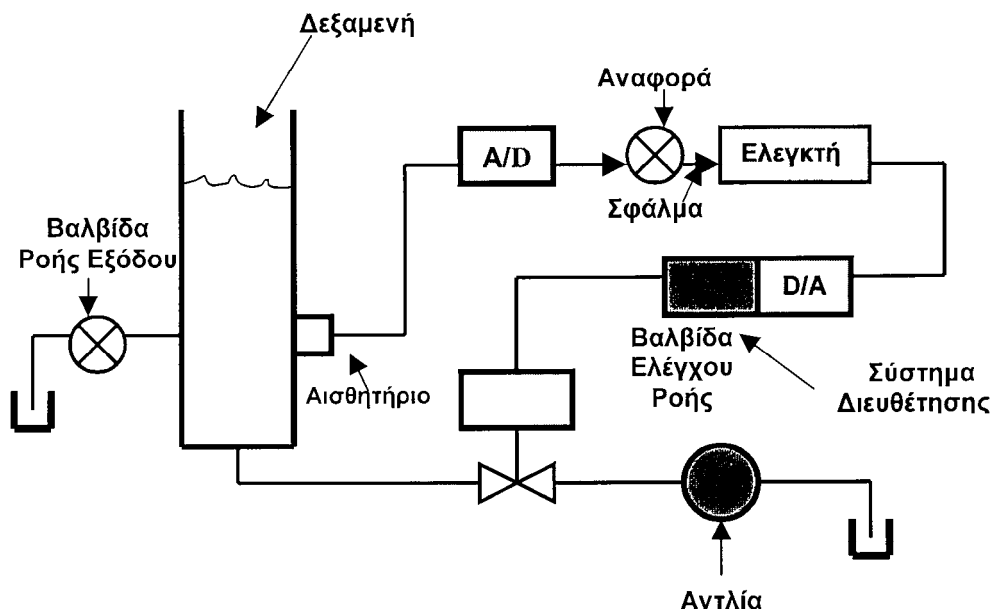 Δεξαμενή
Αναφορά
A/D
Ελεγκτή
Σφάλμα
Βαλβίδα
Ροής Εξόδου
D/A
Βαλβίδα
Ελέγχου
Ροής
Σύστημα
Διευθέτησης
Αισθητήριο
Αντλία